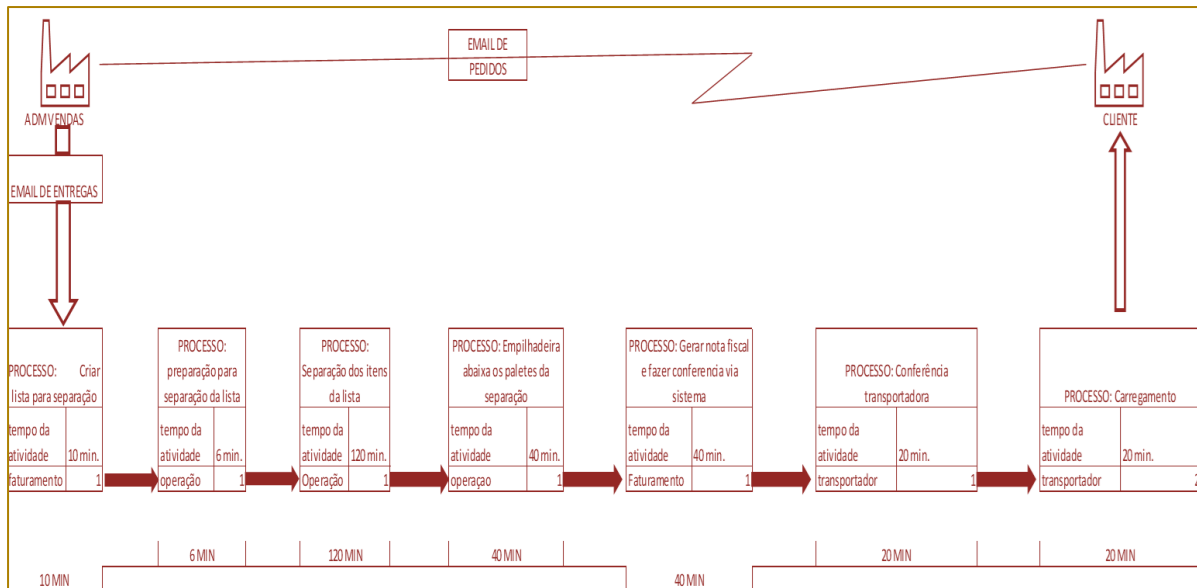 EMAIL DE
PEDIDOS
ADM VENDAS
CLIENTE
EMAIL DE ENTREGAS
PROCESSO: Criar
lista para separação
tempo da
atividade 10 min.
faturamento 1
PROCESSO:
preparação para
separação da lista
tempo da
atividade 6 min.
operação 1
PROCESSO:
Separação dos itens
da lista
tempo da
atividade 120 min.
Operação 1
PROCESSO: Empilhadeira
abaixa os paletes da
separação
tempo da
atividade 40 min.
operaçao 1
PROCESSO: Gerar nota fiscal
e fazer conferencia via
sistema
tempo da
atividade 40 min.
Faturamento 1
PROCESSO: Conferência
transportadora
tempo da
atividade 20 min.
transportador 1
PROCESSO: Carregamento
tempo da
atividade 20 min.
transportador 2
6 MIN
120 MIN
40 MIN
20 MIN
20 MIN
10 MIN
40 MIN